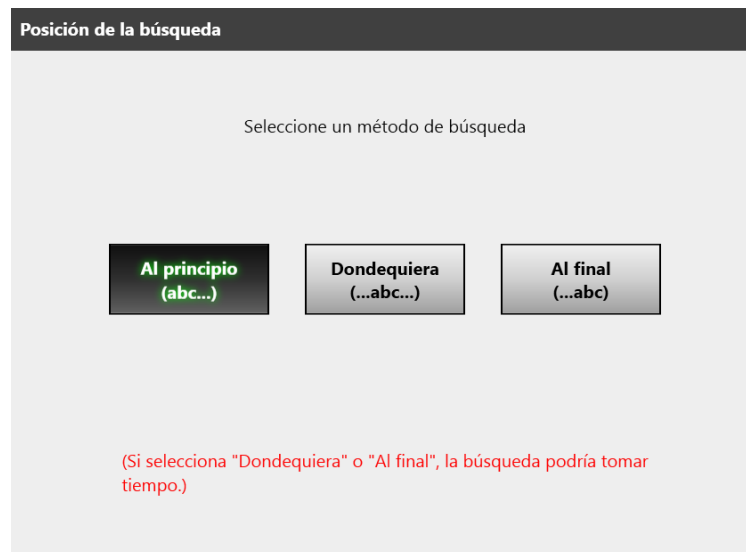 Posición de la búsqueda
Seleccione un método de búsqueda
Al principio
(abc...)
Dondequiera
(...abc...)
Al final
(...abc)
(Si selecciona "Dondequiera" o "Al final", la búsqueda podría tomar
tiempo.)